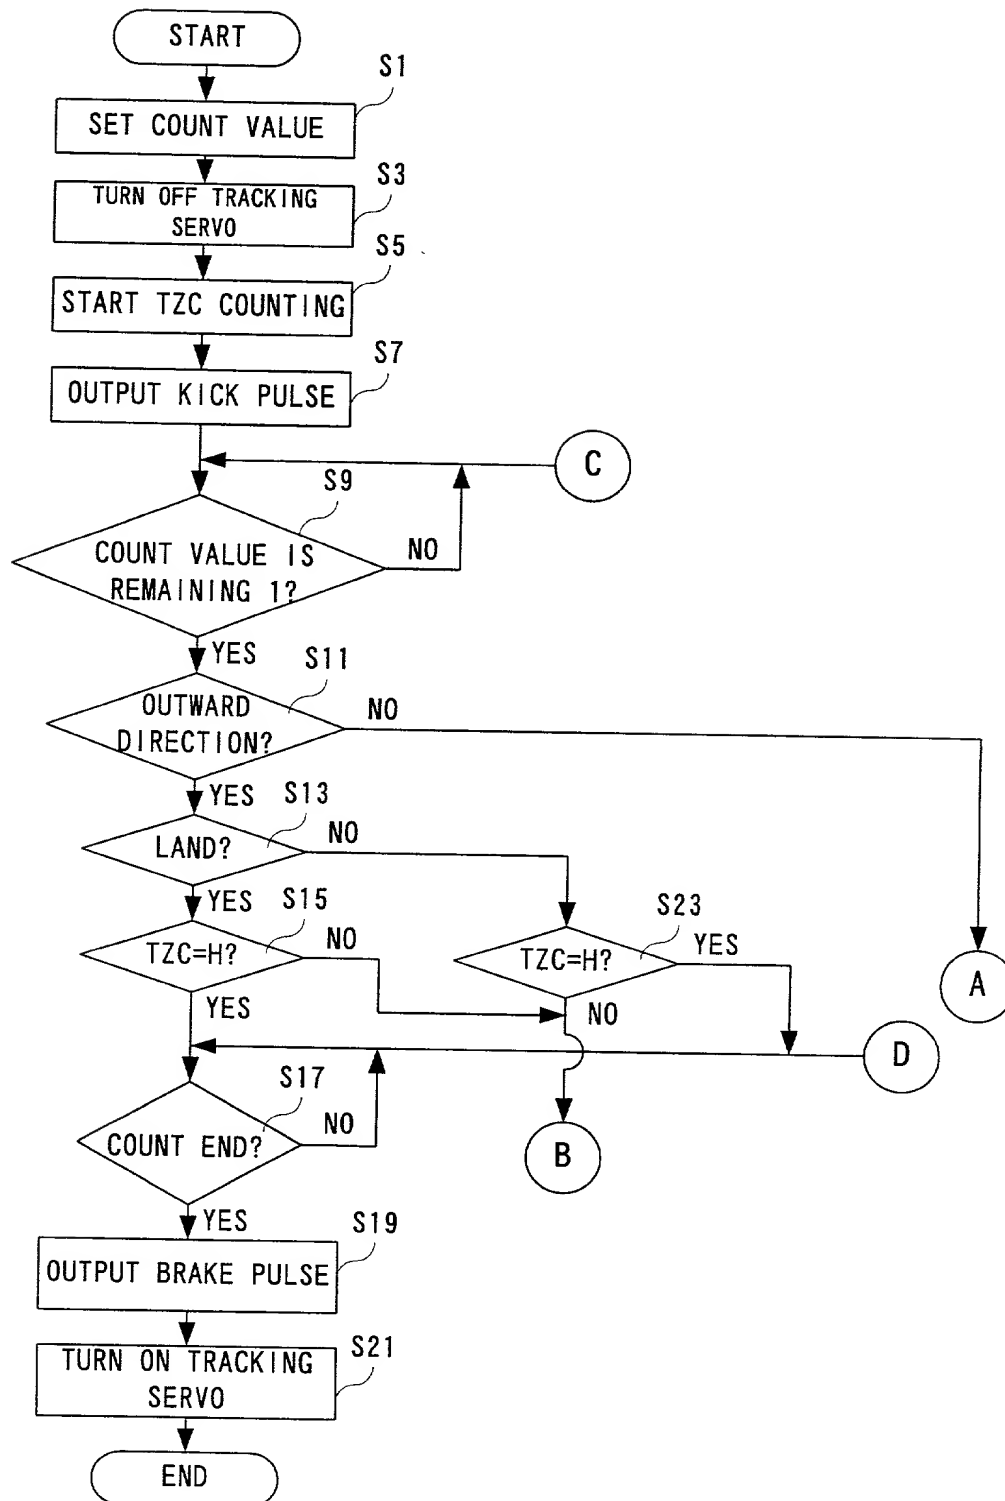 START
S1
SET COUNT VALUE
S3
TURN OFF TRACKING
SERVO
S5
START TZC COUNTING
S7
OUTPUT KICK PULSE
C
S9
COUNT VALUE IS
REMAINING 1?
NO
YES
S11
OUTWARD
DIRECTION?
NO
YES
S13
LAND?
NO
YES
S15
TZC=H?
NO
YES
S23
TZC=H?
YES
NO
A
D
S17
COUNT END?
NO
B
YES
S19
OUTPUT BRAKE PULSE
S21
TURN ON TRACKING
SERVO
END